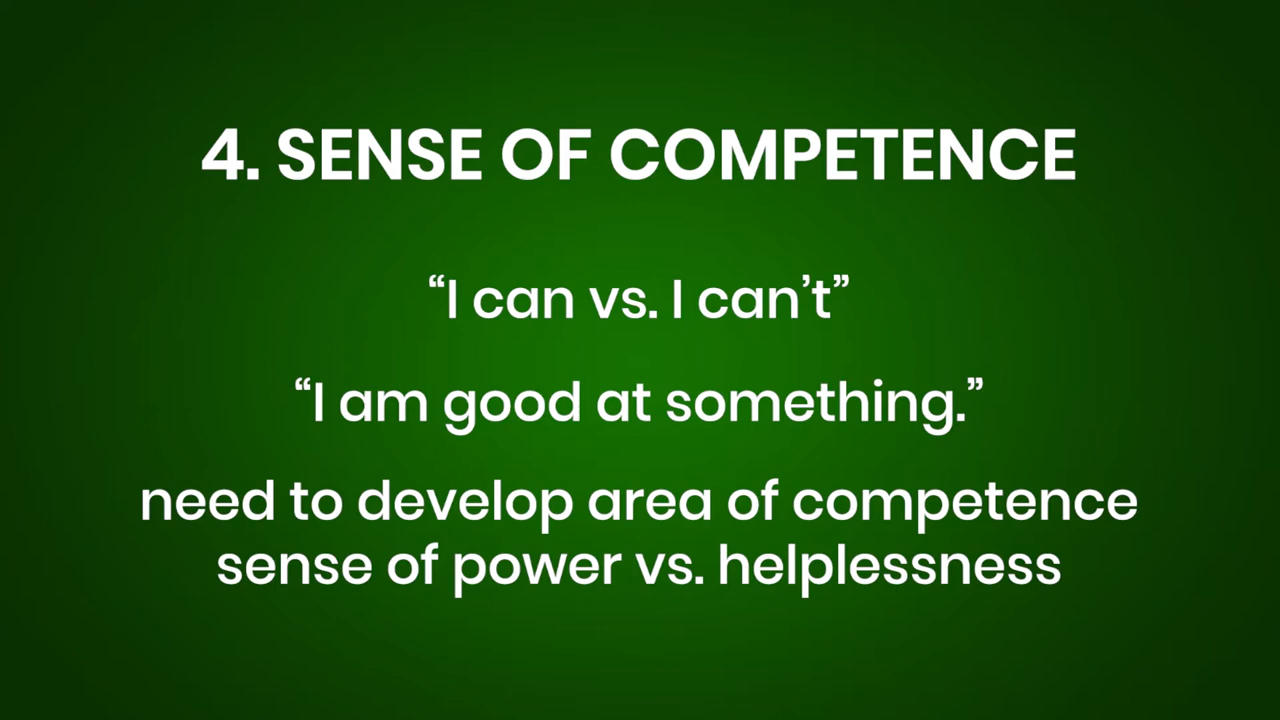 4. SENSE OF COMPETENCE
“I can vs. I can’t”
“I am good at something.”
need to develop area of competence
sense of power vs. helplessness